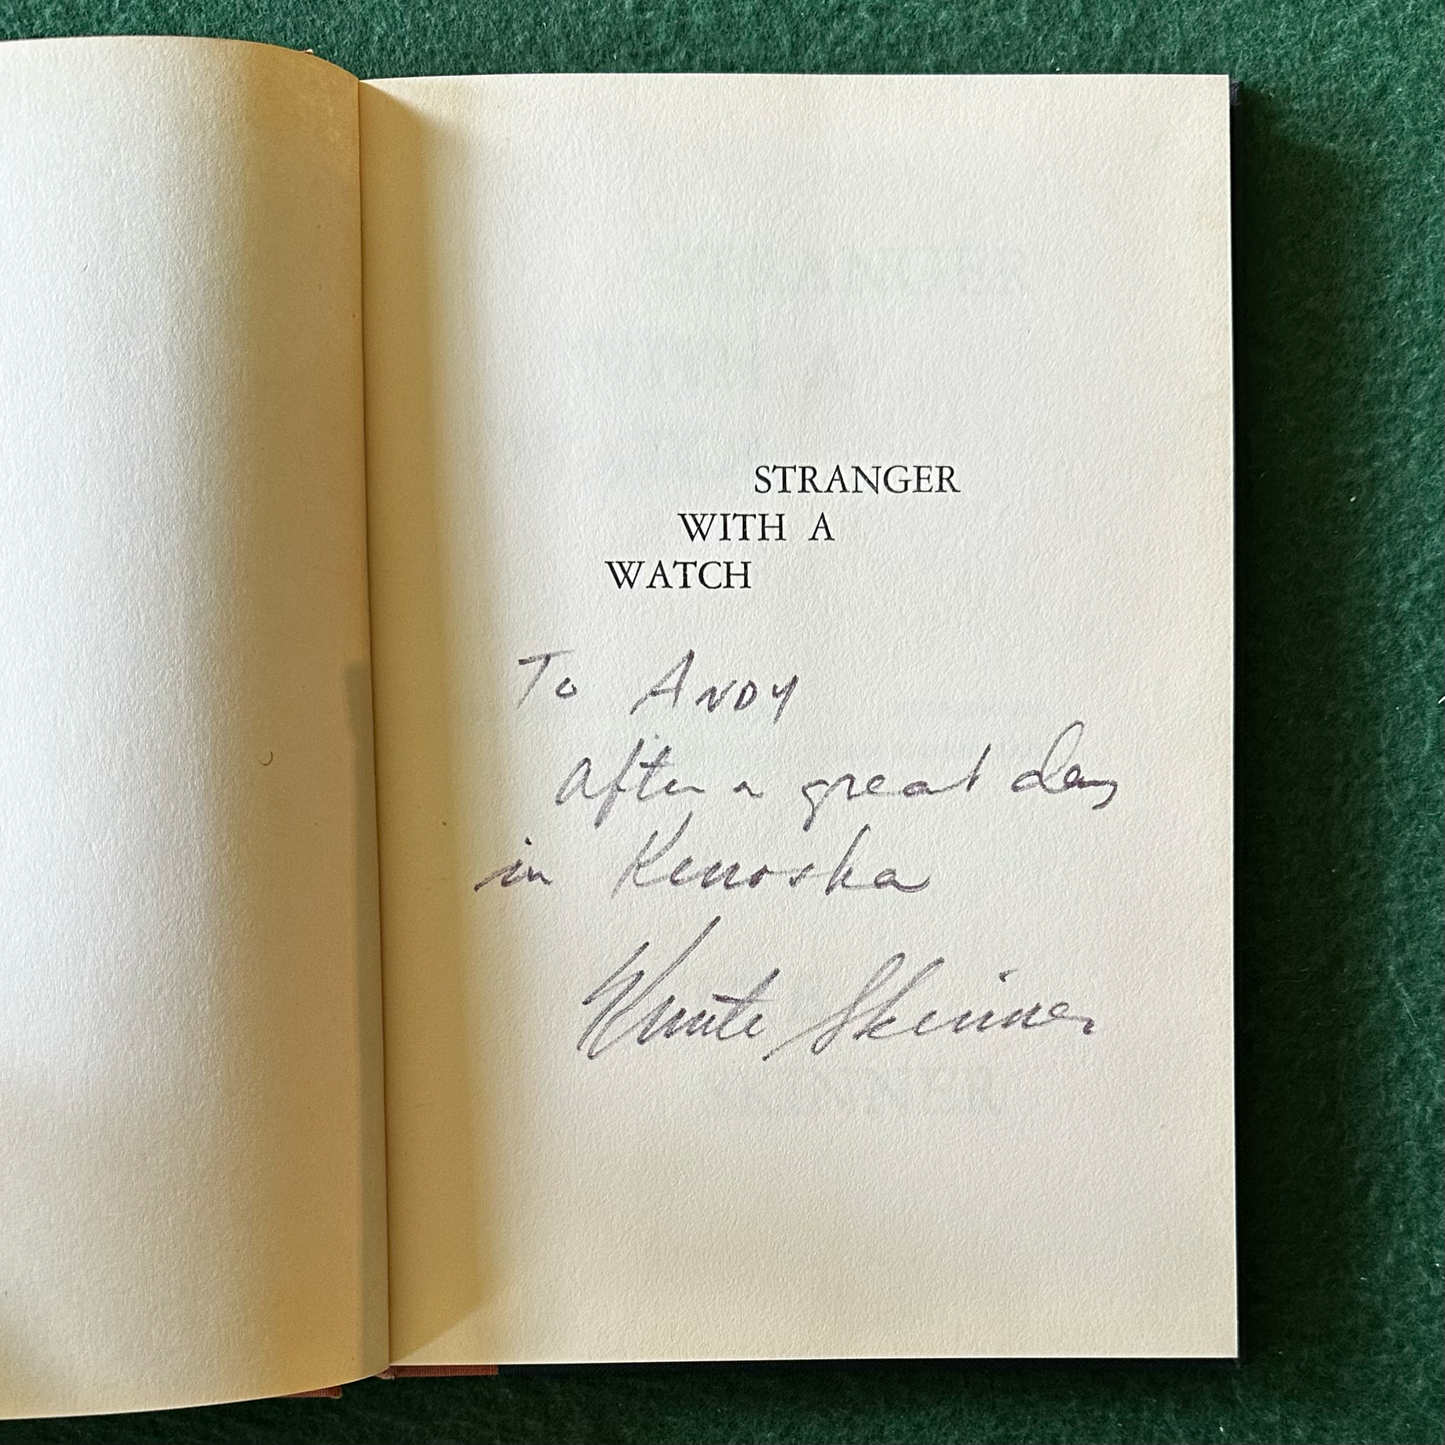 STRANGER
WITH A
WATCH
To Andy
After a great day
in Kenosha
Knute Skinner